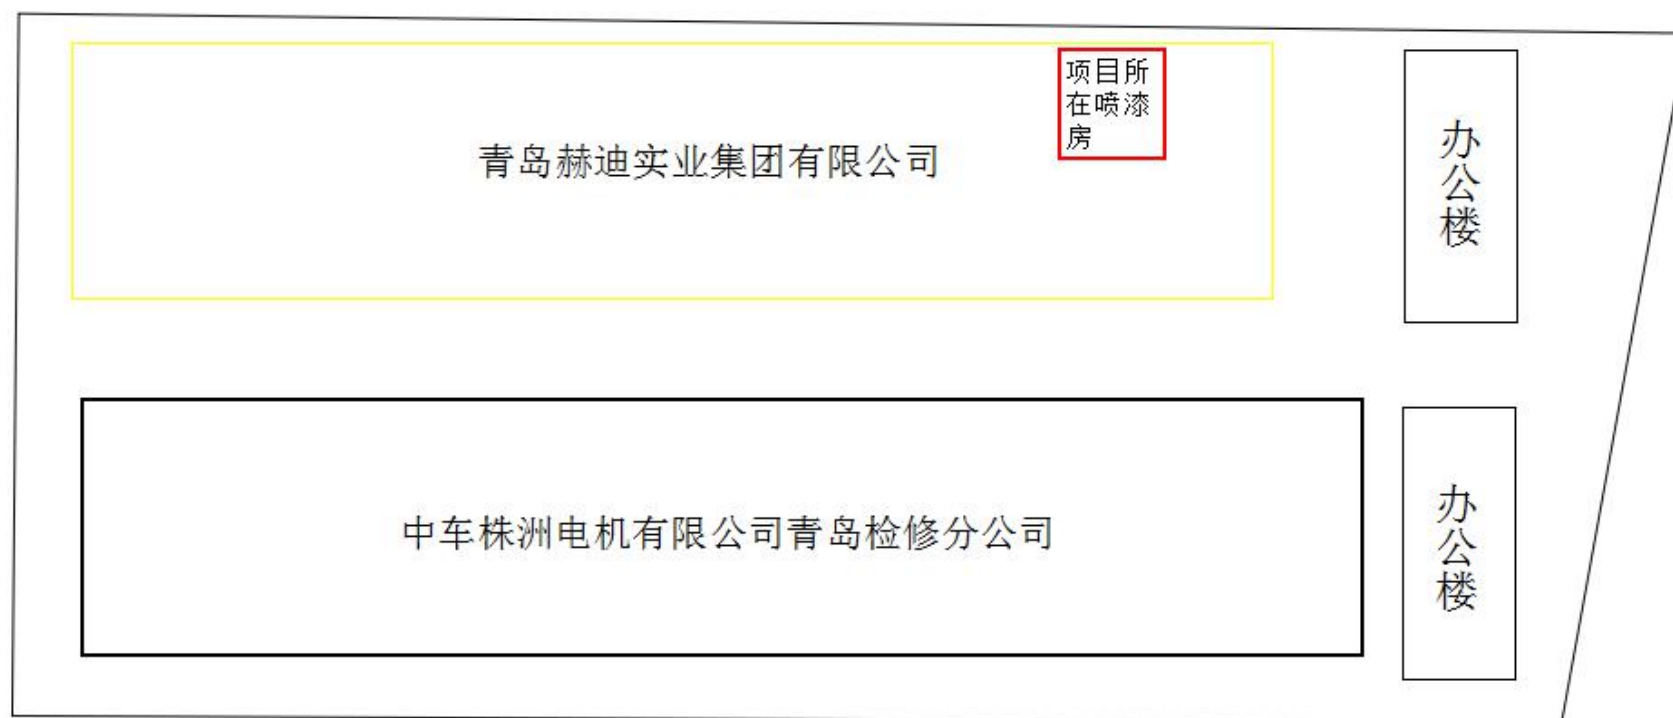 项目所
在喷漆
房
青岛赫迪实业集团有限公司
办公楼
中车株洲电机有限公司青岛检修分公司
办公楼